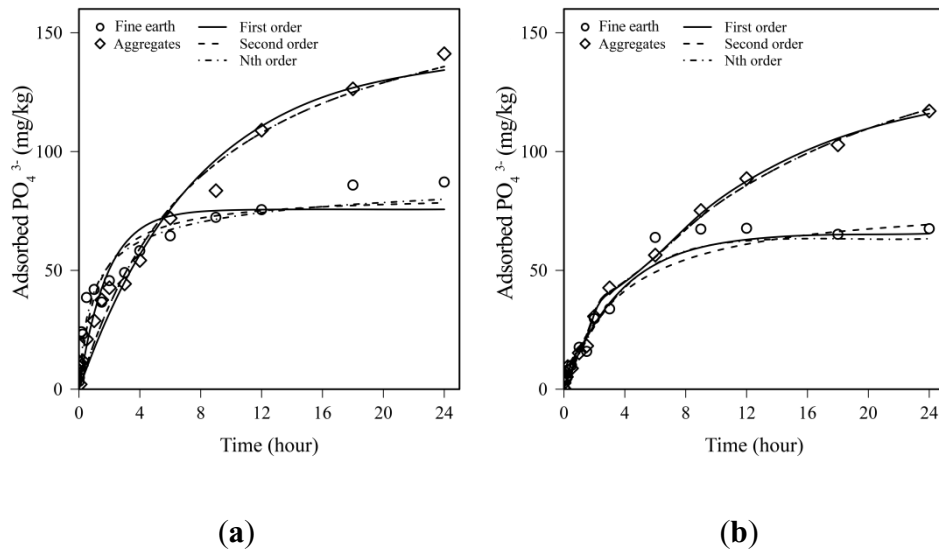 150
100
50
0
Adsorbed PO₄ ³⁻ (mg/kg)
Fine earth
Aggregates
First order
Second order
Nth order
0 4 8 12 16 20 24
Time (hour)
(a)
150
100
50
0
Adsorbed PO₄ ³⁻ (mg/kg)
Fine earth
Aggregates
First order
Second order
Nth order
0 4 8 12 16 20 24
Time (hour)
(b)